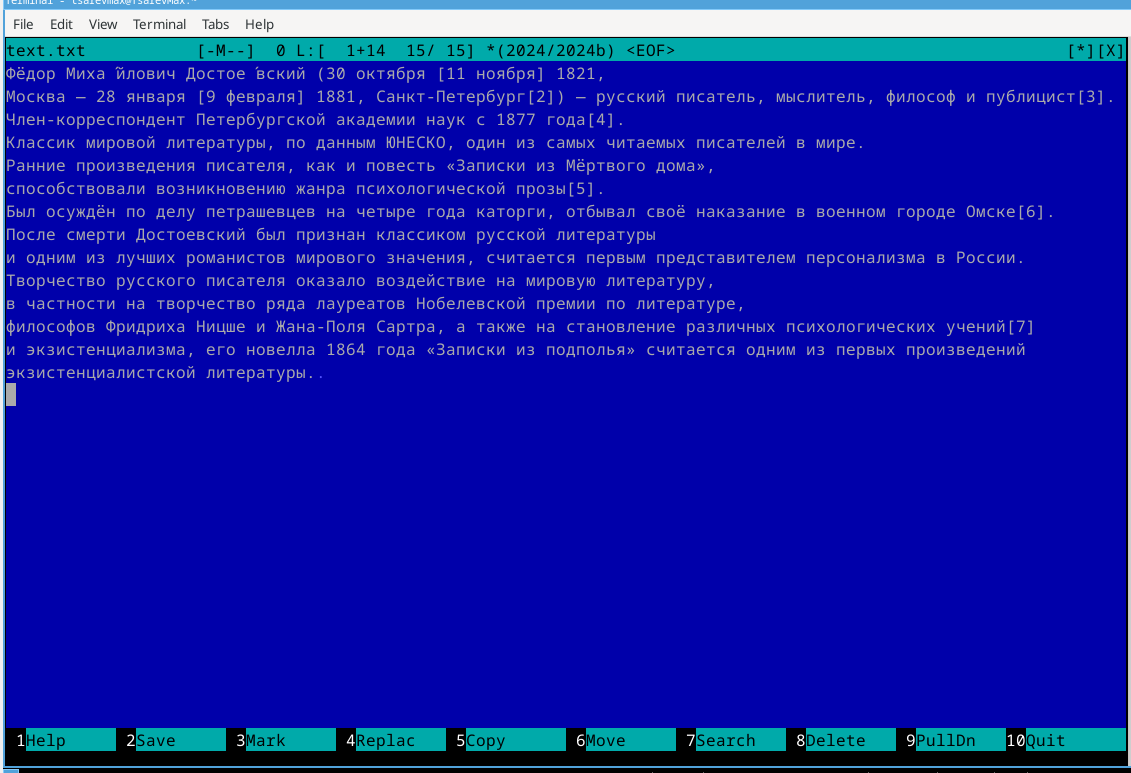 Terminal - tsarevmax@TsarevMax:~
File Edit View Terminal Tabs Help
text.txt [-M--] 0 L:[ 1+14 15/ 15] *(2024/2024b) <EOF> [*][X]
Фёдор Миха ́йлович Достое ́вский (30 октября [11 ноября] 1821,
Москва — 28 января [9 февраля] 1881, Санкт-Петербург[2]) — русский писатель, мыслитель, философ и публицист[3].
Член-корреспондент Петербургской академии наук с 1877 года[4].
Классик мировой литературы, по данным ЮНЕСКО, один из самых читаемых писателей в мире.
Ранние произведения писателя, как и повесть «Записки из Мёртвого дома»,
способствовали возникновению жанра психологической прозы[5].
Был осуждён по делу петрашевцев на четыре года каторги, отбывал своё наказание в военном городе Омске[6].
После смерти Достоевский был признан классиком русской литературы
и одним из лучших романистов мирового значения, считается первым представителем персонализма в России.
Творчество русского писателя оказало воздействие на мировую литературу,
в частности на творчество ряда лауреатов Нобелевской премии по литературе,
философов Фридриха Ницше и Жана-Поля Сартра, а также на становление различных психологических учений[7]
и экзистенциализма, его новелла 1864 года «Записки из подполья» считается одним из первых произведений
экзистенциалистской литературы..
1Help 2Save 3Mark 4Replac 5Copy 6Move 7Search 8Delete 9PullDn 10Quit